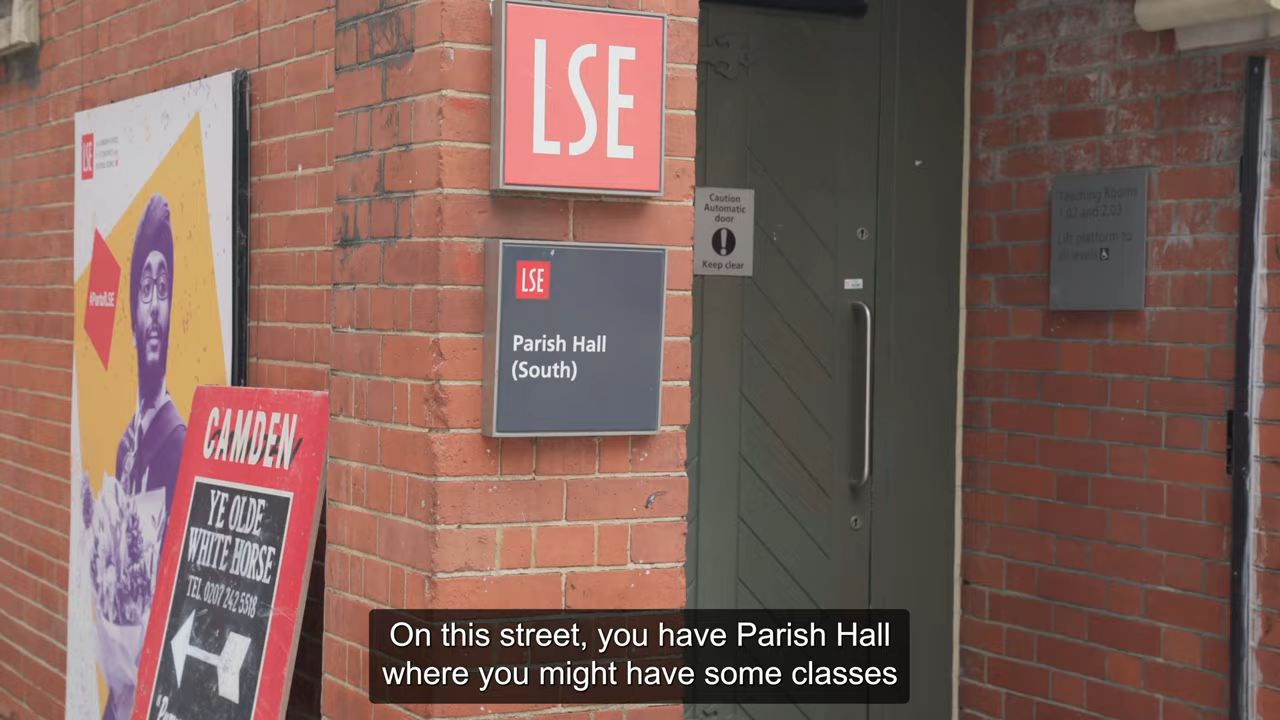 LSE
#PartofLSE
CAMDEN
YE OLDE
WHITE HORSE
TEL 0207 242 5518
LSE
LSE
Parish Hall
(South)
Caution
Automatic
door
Keep clear
Teaching Rooms
1.02 and 2.03
Lift platform to
all levels
On this street, you have Parish Hall
where you might have some classes